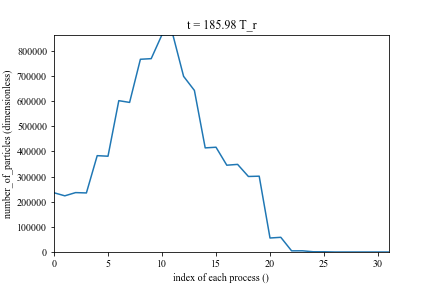 t = 185.98 T_r
number_of_particles (dimensionless)
800000
700000
600000
500000
400000
300000
200000
100000
0
0 5 10 15 20 25 30
index of each process ()